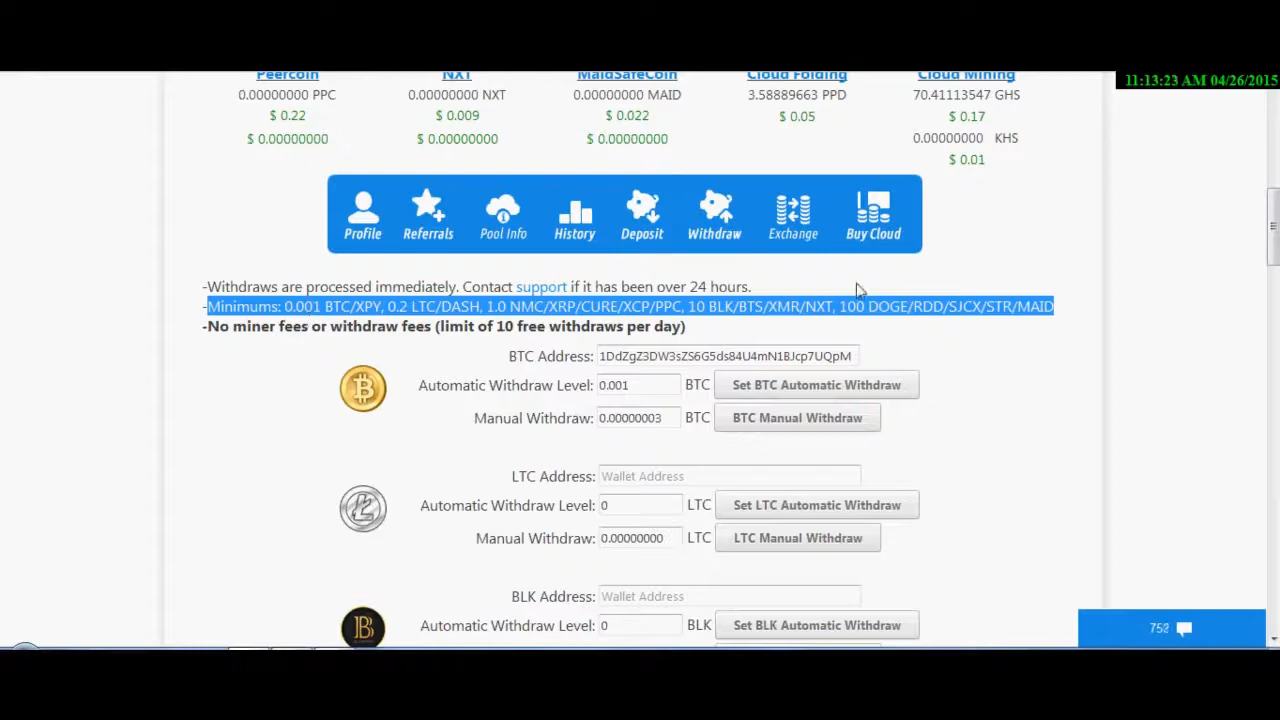 11:13:23 AM 04/26/2015
Peercoin NXT MaidSafeCoin Cloud Folding Cloud Mining
0.00000000 PPC 0.00000000 NXT 0.00000000 MAID 3.58889663 PPD 70.41113547 GHS
$ 0.22 $ 0.009 $ 0.022 $ 0.05 $ 0.17
$ 0.00000000 $ 0.00000000 $ 0.00000000 0.00000000 KHS
$ 0.01
Profile Referrals Pool Info History Deposit Withdraw Exchange Buy Cloud
-Withdraws are processed immediately. Contact support if it has been over 24 hours.
-Minimums: 0.001 BTC/XPY, 0.2 LTC/DASH, 1.0 NMC/XRP/CURE/XCP/PPC, 10 BLK/BTS/XMR/NXT, 100 DOGE/RDD/SJCX/STR/MAID
-No miner fees or withdraw fees (limit of 10 free withdraws per day)
BTC Address: 1DdZgZ3DW3sZS6G5ds84U4mN1BJcp7UQpM
Automatic Withdraw Level: 0.001 BTC Set BTC Automatic Withdraw
Manual Withdraw: 0.00000003 BTC BTC Manual Withdraw
LTC Address: Wallet Address
Automatic Withdraw Level: 0 LTC Set LTC Automatic Withdraw
Manual Withdraw: 0.00000000 LTC LTC Manual Withdraw
BLK Address: Wallet Address
Automatic Withdraw Level: 0 BLK Set BLK Automatic Withdraw